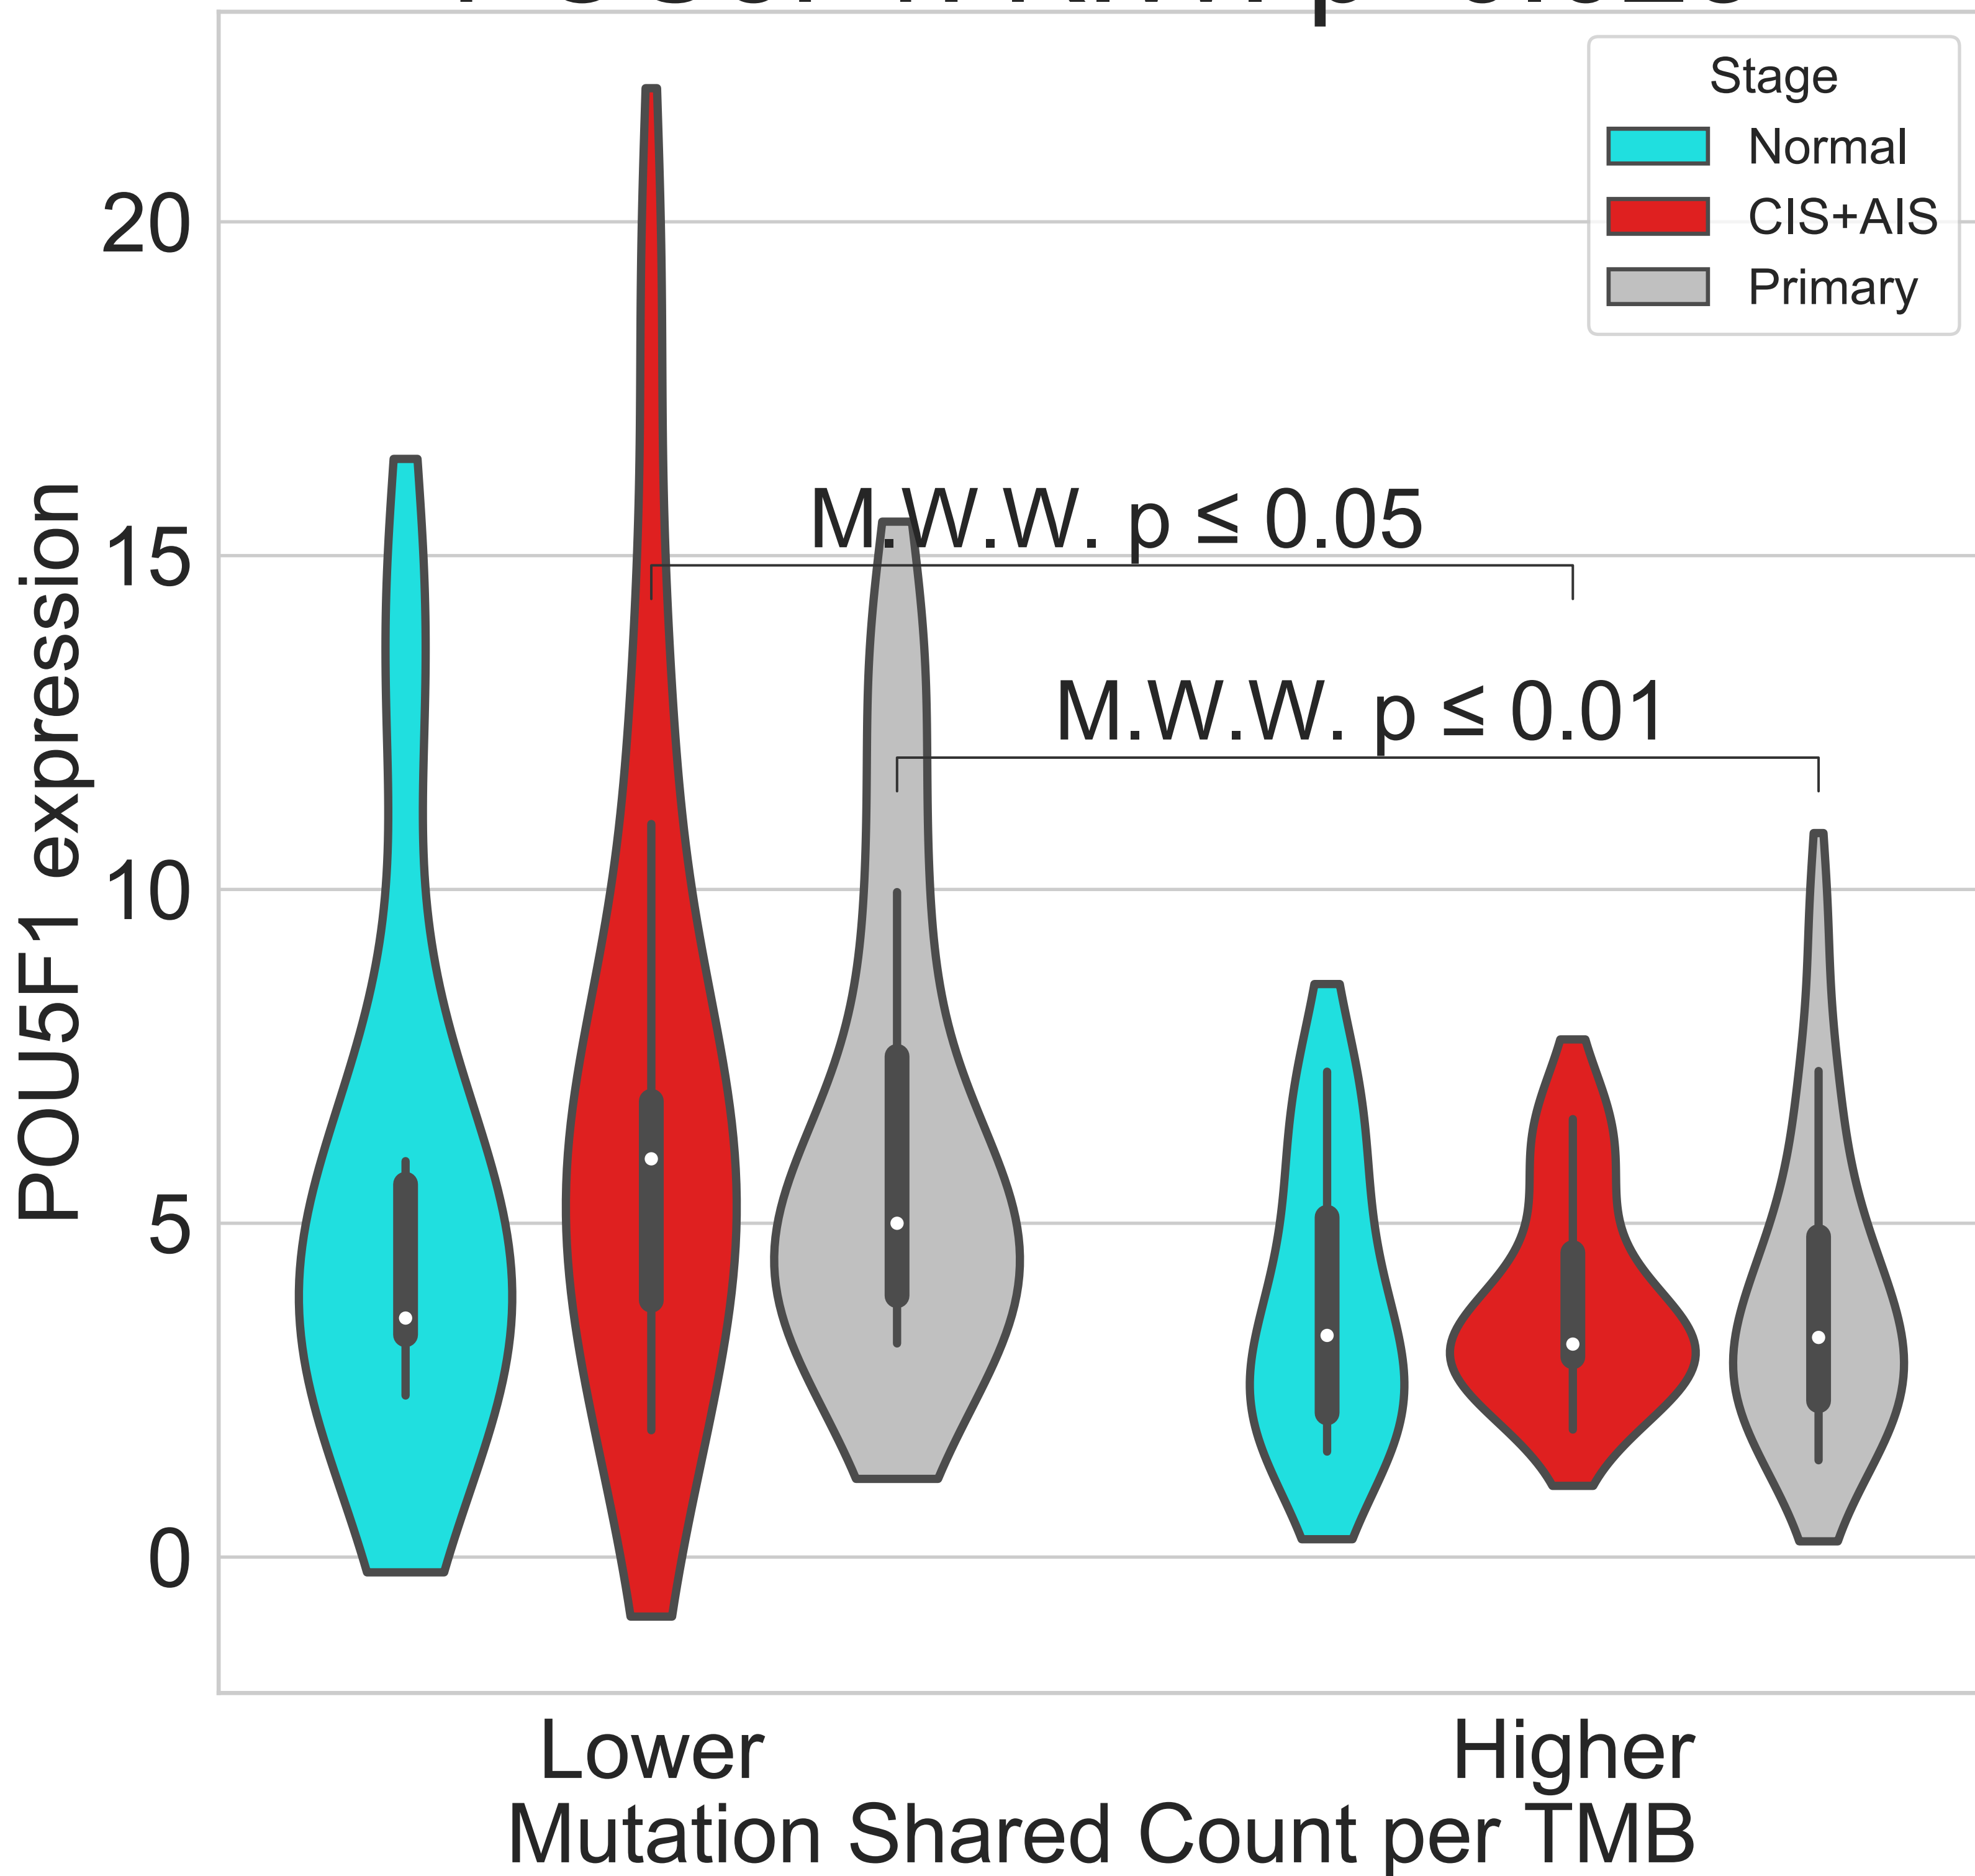 Stage
Normal
CIS+AIS
Primary
20
15
10
5
0
POU5F1 expression
M.W.W. p ≤ 0.05
M.W.W. p ≤ 0.01
Lower
Higher
Mutation Shared Count per TMB